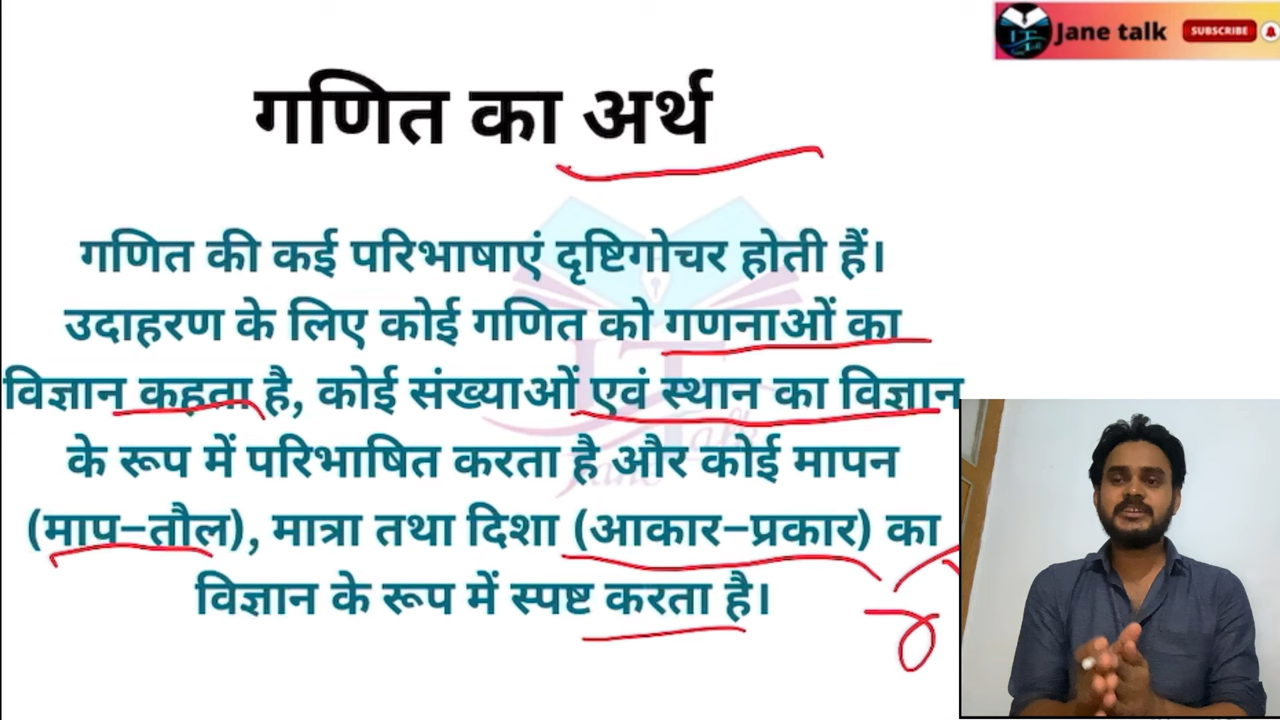 Jane talk SUBSCRIBE
गणित का अर्थ
गणित की कई परिभाषाएं दृष्टिगोचर होती हैं।
उदाहरण के लिए कोई गणित को गणनाओं का
विज्ञान कहता है, कोई संख्याओं एवं स्थान का विज्ञान
के रूप में परिभाषित करता है और कोई मापन
(माप–तौल), मात्रा तथा दिशा (आकार–प्रकार) का
विज्ञान के रूप में स्पष्ट करता है।